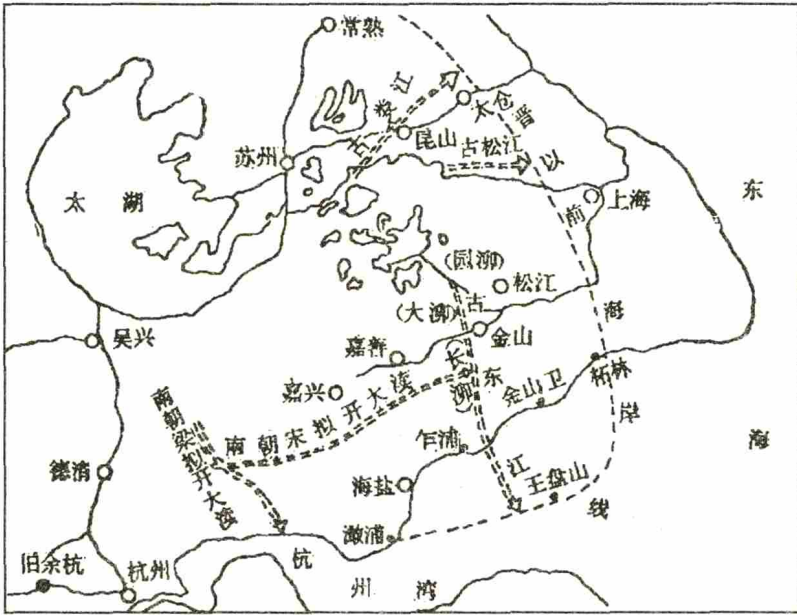 常熟
古娄江
太仓
昆山
古松江
苏州
太湖
上海
东海
晋以前海岸线
(园泖)
松江
(大泖)
古东江
(长泖)
金山
嘉善
嘉兴
吴兴
柘林
金山卫
乍浦
王盘山
海盐
澉浦
南朝宋拟开大渎
南朝梁拟开大渎
德清
旧余杭
杭州
杭州湾